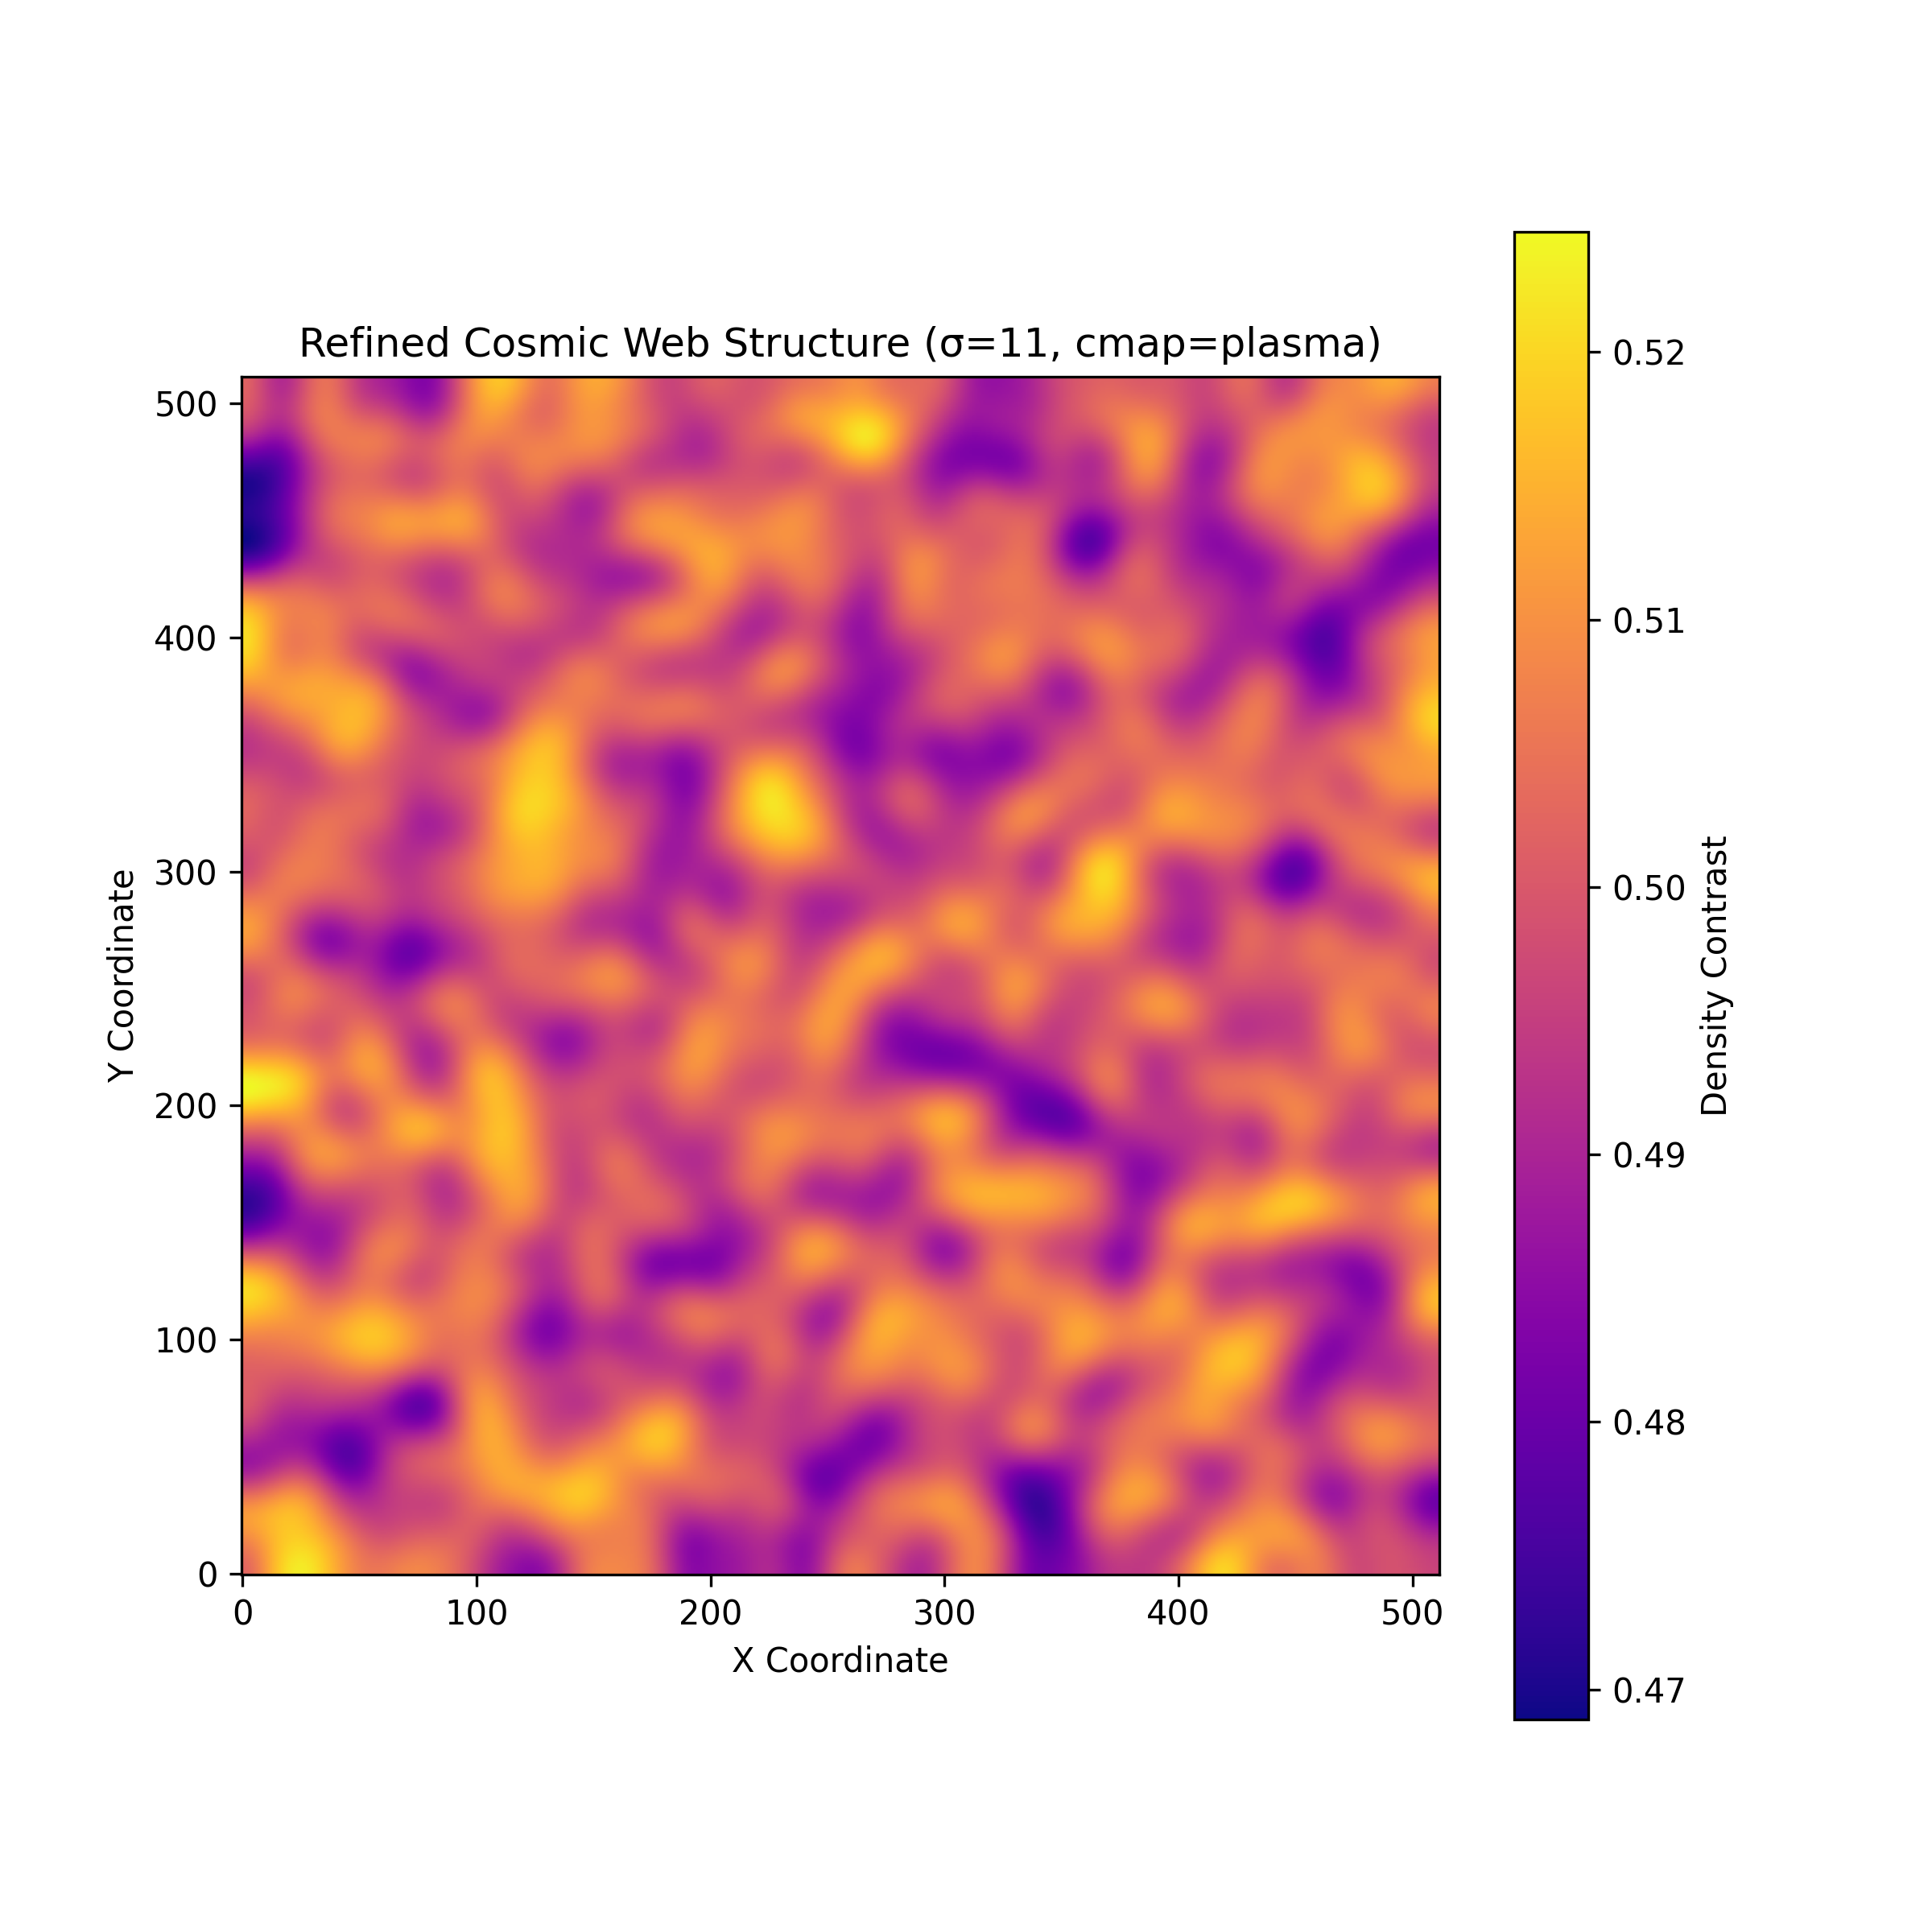 Refined Cosmic Web Structure (σ=11, cmap=plasma)
500
400
300
200
100
0
Y Coordinate
0 100 200 300 400 500
X Coordinate
0.52
0.51
0.50
0.49
0.48
0.47
Density Contrast